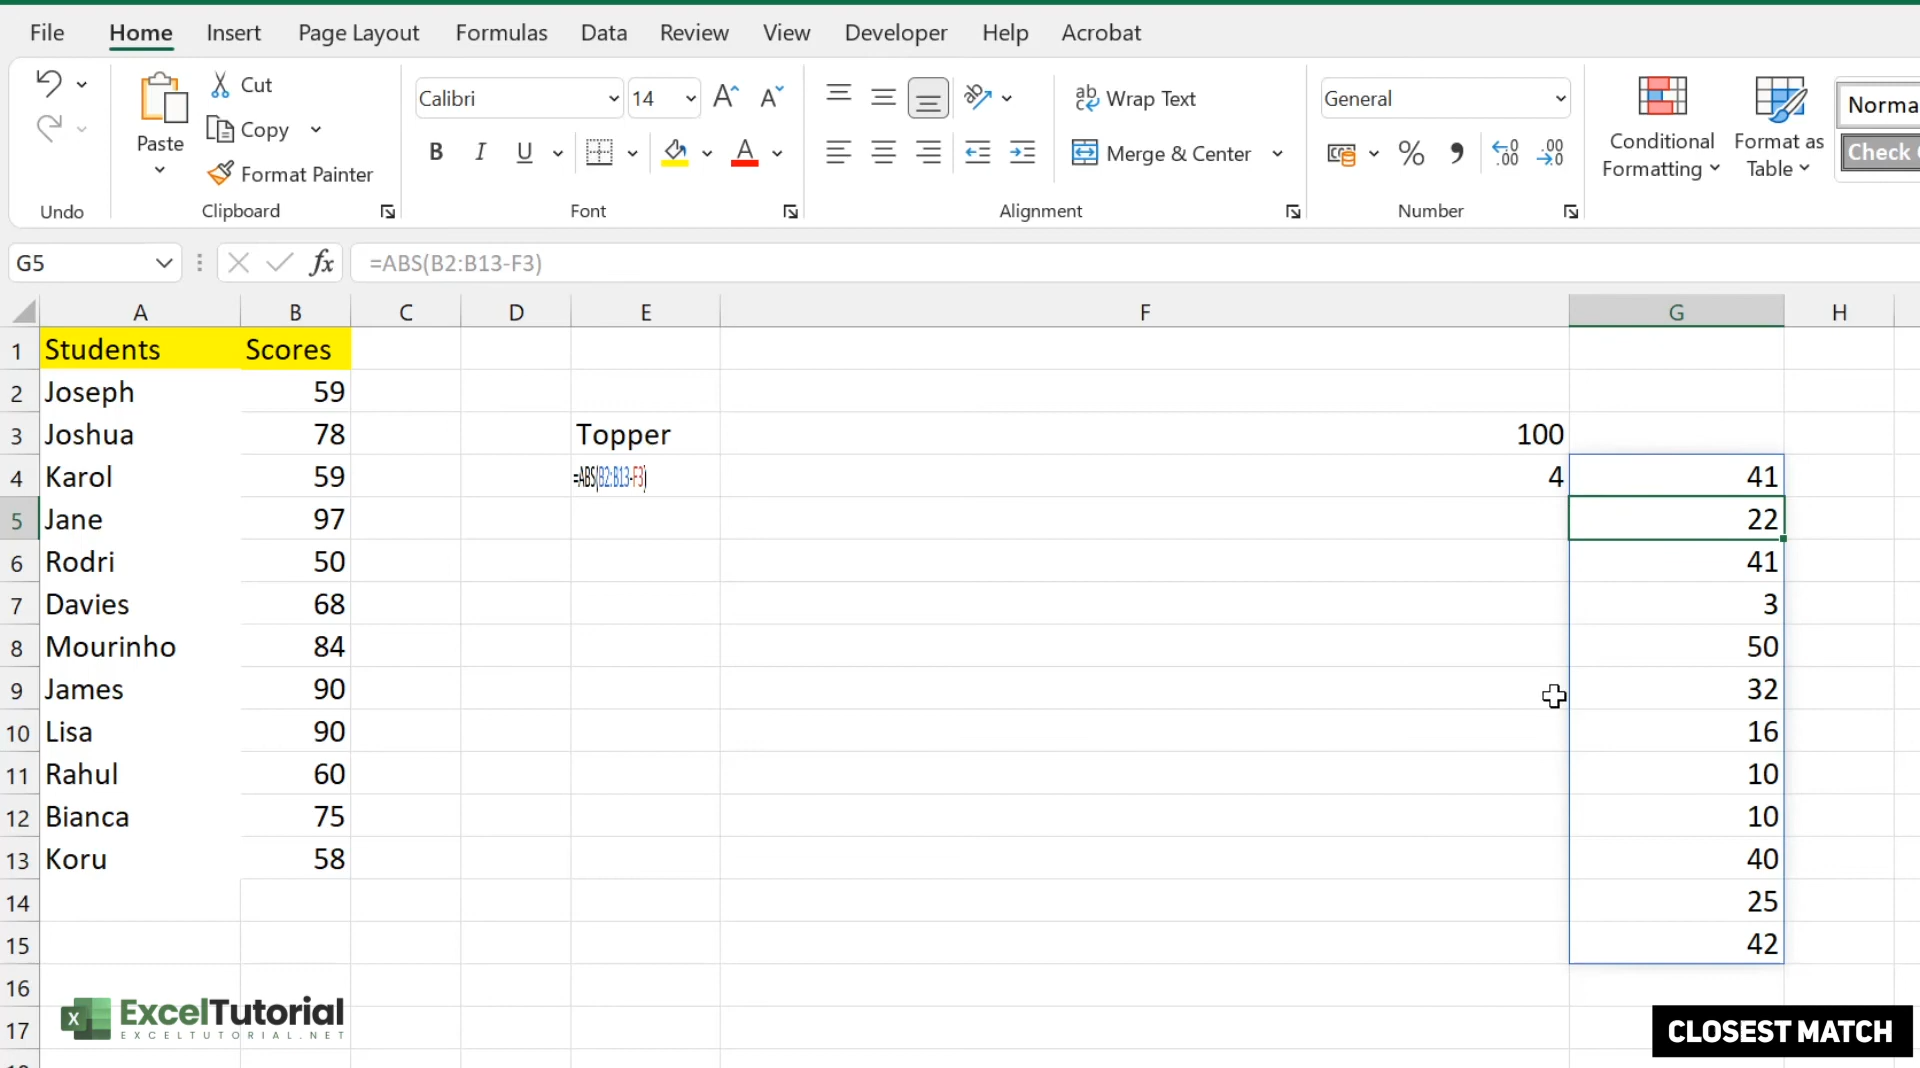 File Home Insert Page Layout Formulas Data Review View Developer Help Acrobat
Cut
Copy
Format Painter
Paste
Undo
Clipboard
Calibri 14
B I U
Font
Wrap Text
Merge & Center
Alignment
General
Number
Conditional
Formatting
Format as
Table
Norma
Check
G5 fx =ABS(B2:B13-F3)
A B C D E F G H
1 Students Scores
2 Joseph 59
3 Joshua 78 Topper 100
4 Karol 59 =ABS(B2:B13-F3) 4 41
5 Jane 97 22
6 Rodri 50 41
7 Davies 68 3
8 Mourinho 84 50
9 James 90 32
10 Lisa 90 16
11 Rahul 60 10
12 Bianca 75 10
13 Koru 58 40
14 25
15 42
16
17
X ExcelTutorial
EXCELTUTORIAL.NET
CLOSEST MATCH